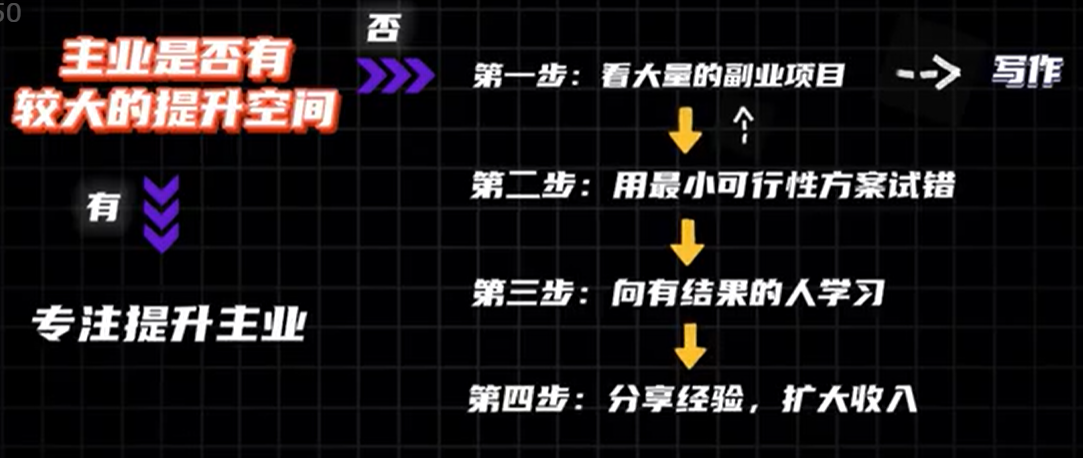 50
主业是否有
较大的提升空间
否
第一步：看大量的副业项目
写作
有
第二步：用最小可行性方案试错
第三步：向有结果的人学习
专注提升主业
第四步：分享经验，扩大收入